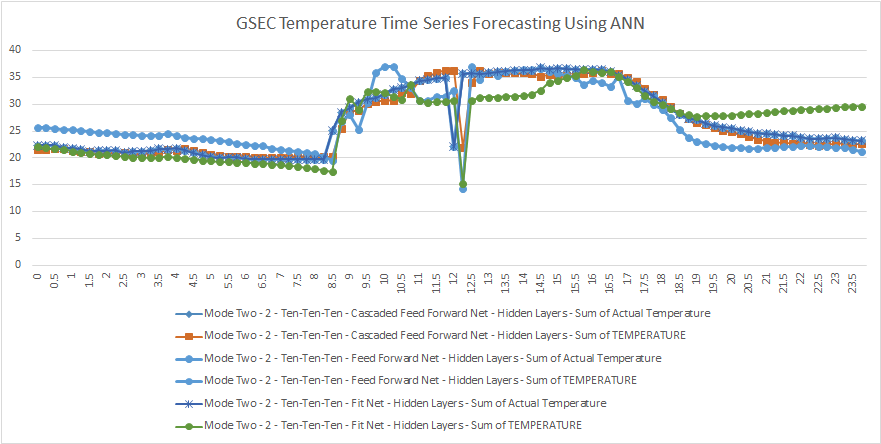 GSEC Temperature Time Series Forecasting Using ANN
40
35
30
25
20
15
10
5
0
0 0.5 1 1.5 2 2.5 3 3.5 4 4.5 5 5.5 6 6.5 7 7.5 8 8.5 9 9.5 10 10.5 11 11.5 12 12.5 13 13.5 14 14.5 15 15.5 16 16.5 17 17.5 18 18.5 19 19.5 20 20.5 21 21.5 22 22.5 23 23.5
Mode Two - 2 - Ten-Ten-Ten - Cascaded Feed Forward Net - Hidden Layers - Sum of Actual Temperature
Mode Two - 2 - Ten-Ten-Ten - Cascaded Feed Forward Net - Hidden Layers - Sum of TEMPERATURE
Mode Two - 2 - Ten-Ten-Ten - Feed Forward Net - Hidden Layers - Sum of Actual Temperature
Mode Two - 2 - Ten-Ten-Ten - Feed Forward Net - Hidden Layers - Sum of TEMPERATURE
Mode Two - 2 - Ten-Ten-Ten - Fit Net - Hidden Layers - Sum of Actual Temperature
Mode Two - 2 - Ten-Ten-Ten - Fit Net - Hidden Layers - Sum of TEMPERATURE